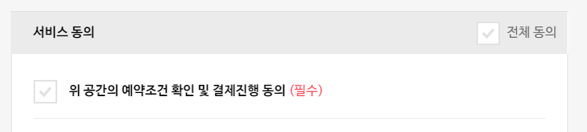 서비스 동의 전체 동의
위 공간의 예약조건 확인 및 결제진행 동의 (필수)